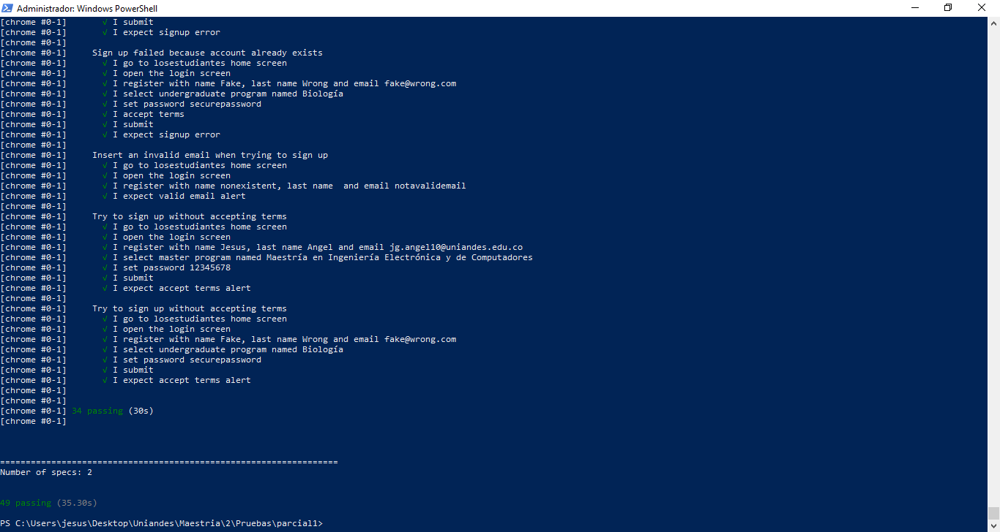 Administrador: Windows PowerShell
[chrome #0-1]       √ I submit
[chrome #0-1]       √ I expect signup error
[chrome #0-1]
[chrome #0-1]     Sign up failed because account already exists
[chrome #0-1]       √ I go to losestudiantes home screen
[chrome #0-1]       √ I open the login screen
[chrome #0-1]       √ I register with name Fake, last name Wrong and email fake@wrong.com
[chrome #0-1]       √ I select undergraduate program named Biología
[chrome #0-1]       √ I set password securepassword
[chrome #0-1]       √ I accept terms
[chrome #0-1]       √ I submit
[chrome #0-1]       √ I expect signup error
[chrome #0-1]
[chrome #0-1]     Insert an invalid email when trying to sign up
[chrome #0-1]       √ I go to losestudiantes home screen
[chrome #0-1]       √ I open the login screen
[chrome #0-1]       √ I register with name nonexistent, last name  and email notavalidemail
[chrome #0-1]       √ I expect valid email alert
[chrome #0-1]
[chrome #0-1]     Try to sign up without accepting terms
[chrome #0-1]       √ I go to losestudiantes home screen
[chrome #0-1]       √ I open the login screen
[chrome #0-1]       √ I register with name Jesus, last name Angel and email jg.angel10@uniandes.edu.co
[chrome #0-1]       √ I select master program named Maestría en Ingeniería Electrónica y de Computadores
[chrome #0-1]       √ I set password 12345678
[chrome #0-1]       √ I submit
[chrome #0-1]       √ I expect accept terms alert
[chrome #0-1]
[chrome #0-1]     Try to sign up without accepting terms
[chrome #0-1]       √ I go to losestudiantes home screen
[chrome #0-1]       √ I open the login screen
[chrome #0-1]       √ I register with name Fake, last name Wrong and email fake@wrong.com
[chrome #0-1]       √ I select undergraduate program named Biología
[chrome #0-1]       √ I set password securepassword
[chrome #0-1]       √ I submit
[chrome #0-1]       √ I expect accept terms alert
[chrome #0-1]
[chrome #0-1]
[chrome #0-1] 34 passing (30s)
[chrome #0-1]
==================================================================
Number of specs: 2
49 passing (35.30s)
PS C:\Users\jesus\Desktop\Uniandes\Maestria\2\Pruebas\parcial1>